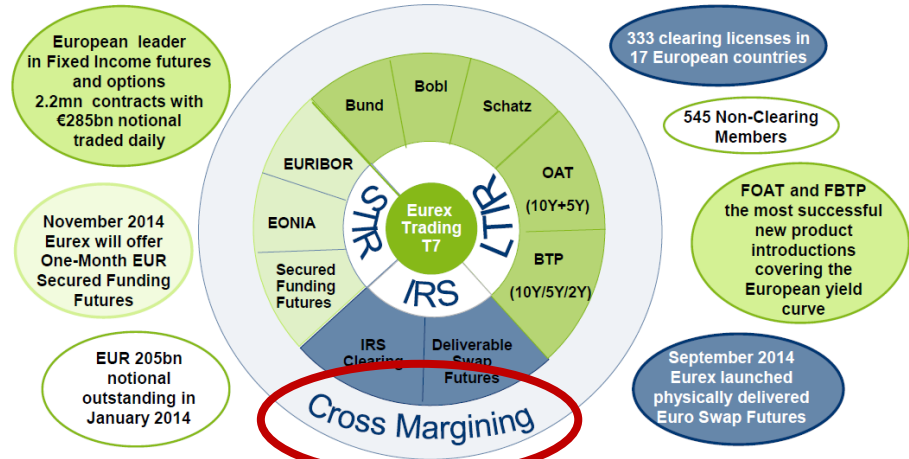 European leader
in Fixed Income futures
and options
2.2mn contracts with
€285bn notional
traded daily
November 2014
Eurex will offer
One-Month EUR
Secured Funding
Futures
EUR 205bn
notional
outstanding in
January 2014
Bund
Bobl
Schatz
OAT
(10Y+5Y)
BTP
(10Y/5Y/2Y)
Deliverable
Swap
Futures
IRS
Clearing
Secured
Funding
Futures
EONIA
EURIBOR
STIR
LTIR
IRS
Eurex
Trading
T7
Cross Margining
333 clearing licenses in
17 European countries
545 Non-Clearing
Members
FOAT and FBTP
the most successful
new product
introductions
covering the
European yield
curve
September 2014
Eurex launched
physically delivered
Euro Swap Futures